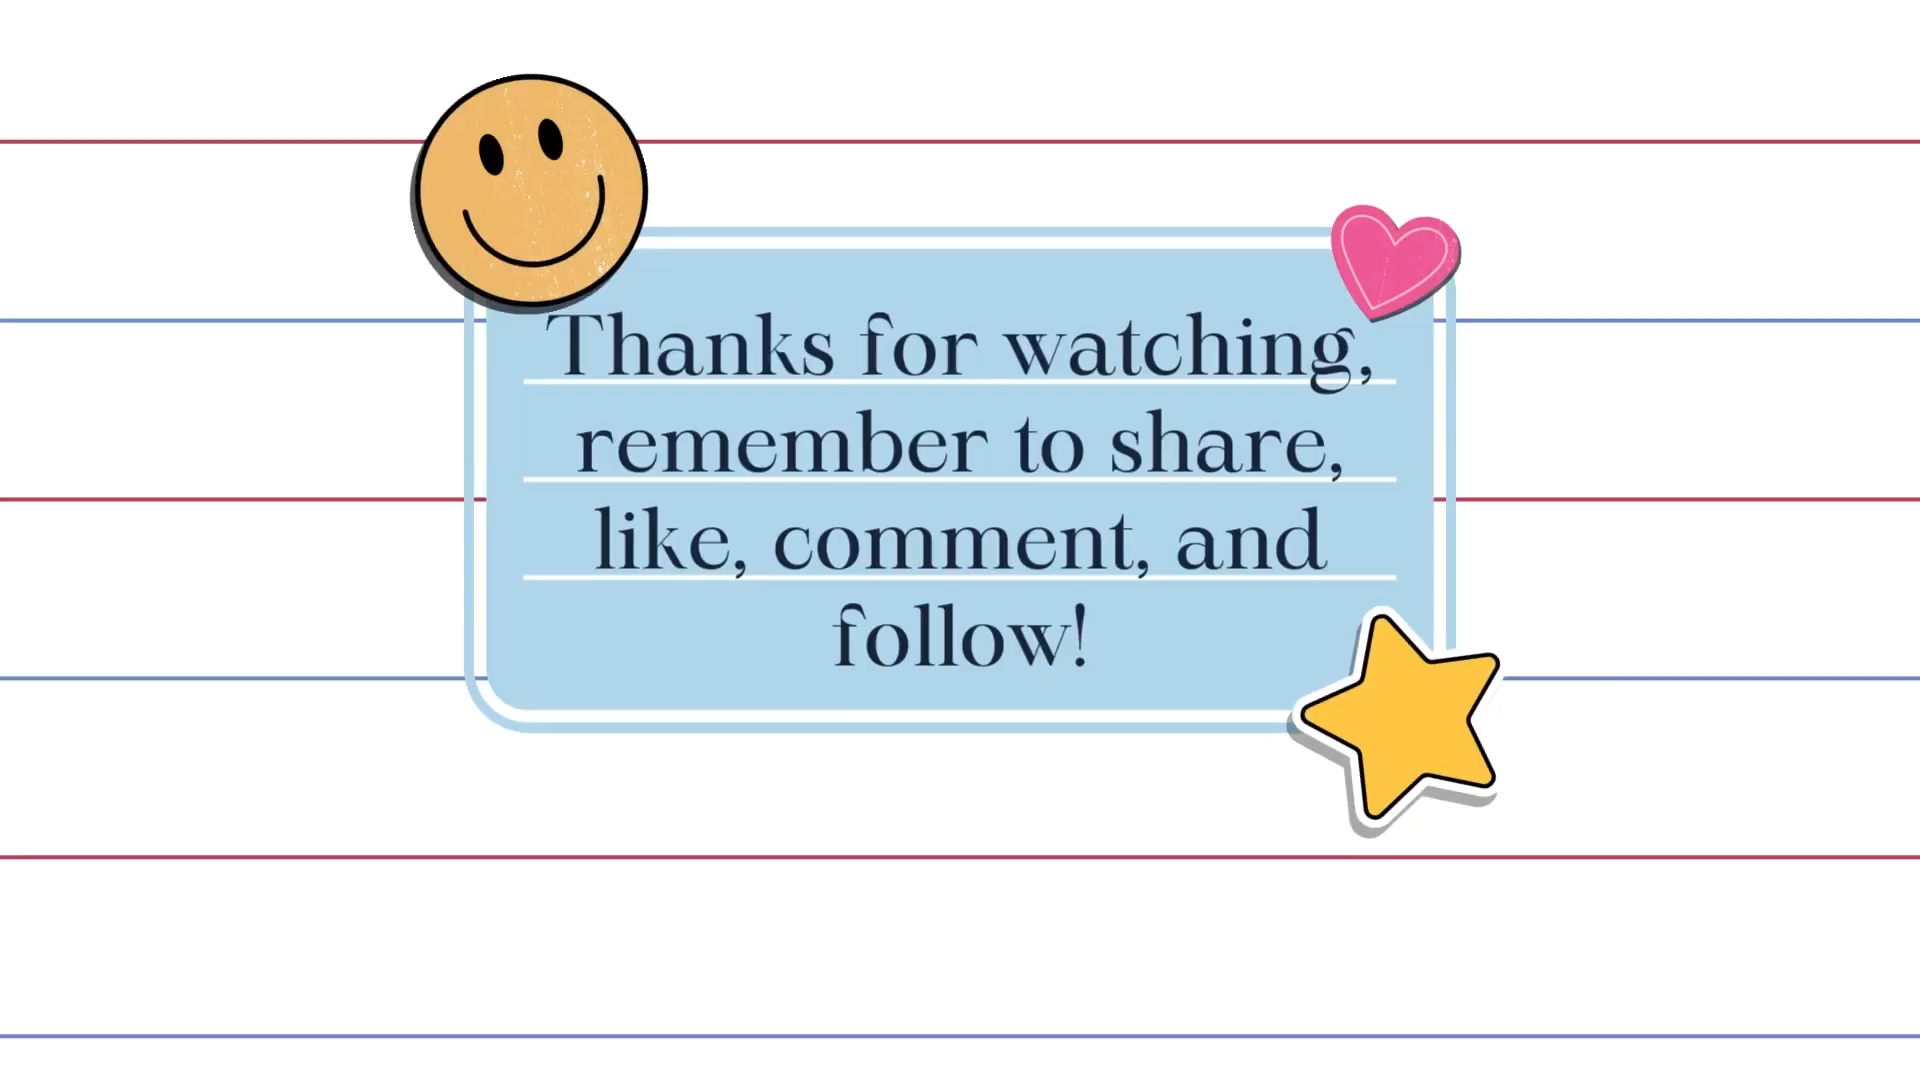 Thanks for watching,
remember to share,
like, comment, and
follow!